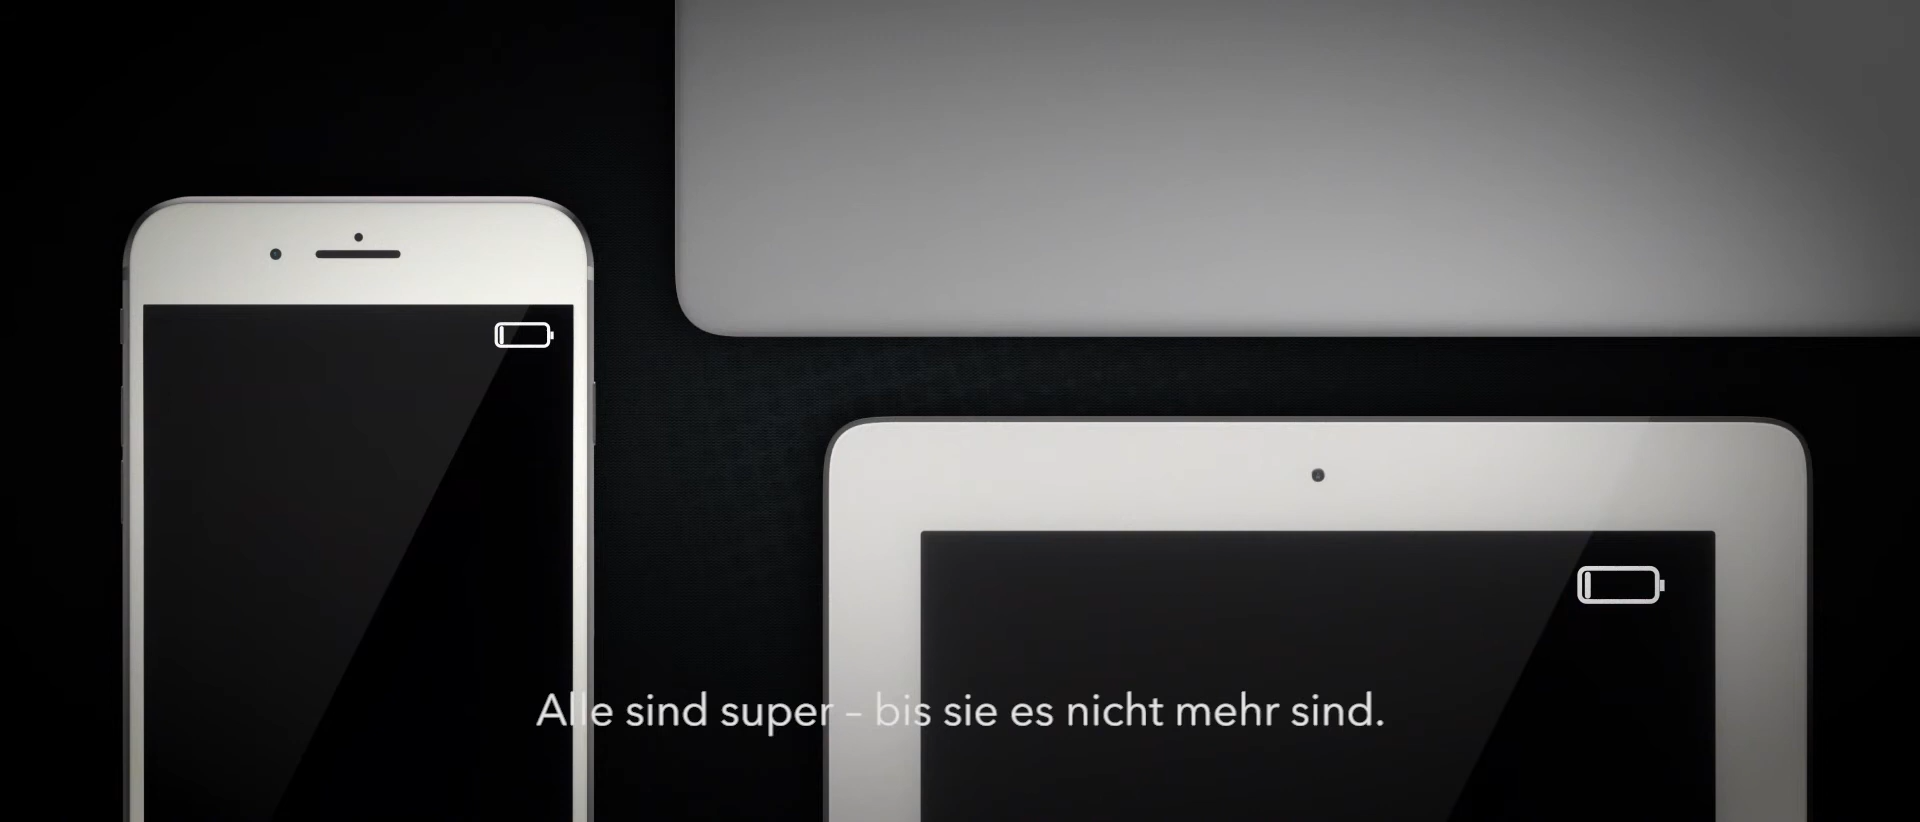 Alle sind super – bis sie es nicht mehr sind.